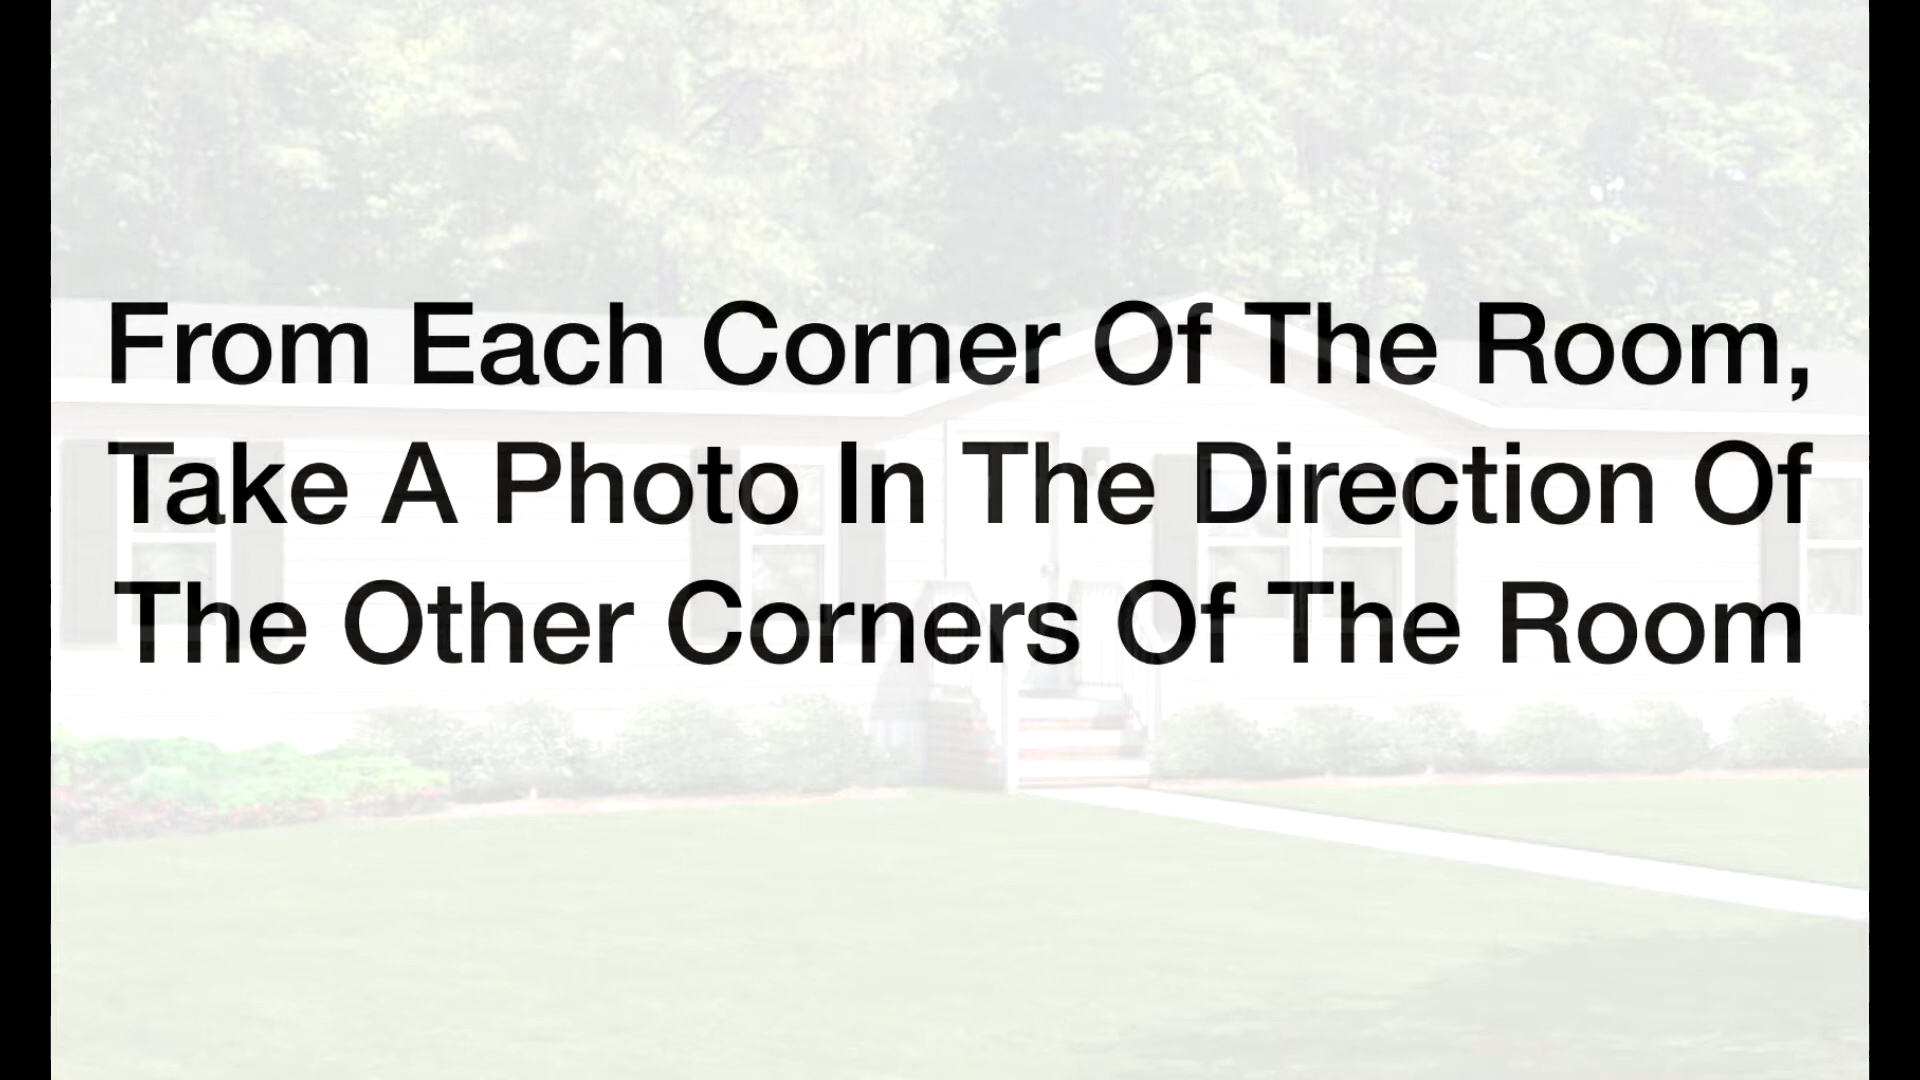 From Each Corner Of The Room,
Take A Photo In The Direction Of
The Other Corners Of The Room